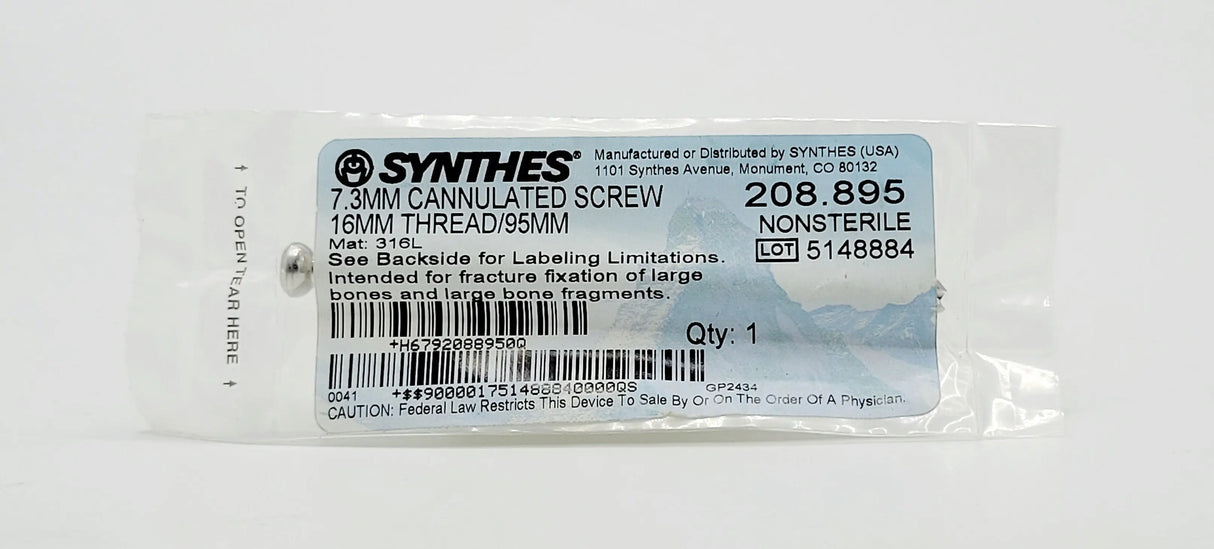 ↑ TO OPEN TEAR HERE ↑
SYNTHES®
Manufactured or Distributed by SYNTHES (USA)
1101 Synthes Avenue, Monument, CO 80132
7.3MM CANNULATED SCREW
16MM THREAD/95MM
208.895
NONSTERILE
LOT 5148884
Mat: 316L
See Backside for Labeling Limitations.
Intended for fracture fixation of large
bones and large bone fragments.
+H6792088950Q
Qty: 1
0041
+$$9000017514888400000QS
GP2434
CAUTION: Federal Law Restricts This Device To Sale By Or On The Order Of A Physician.